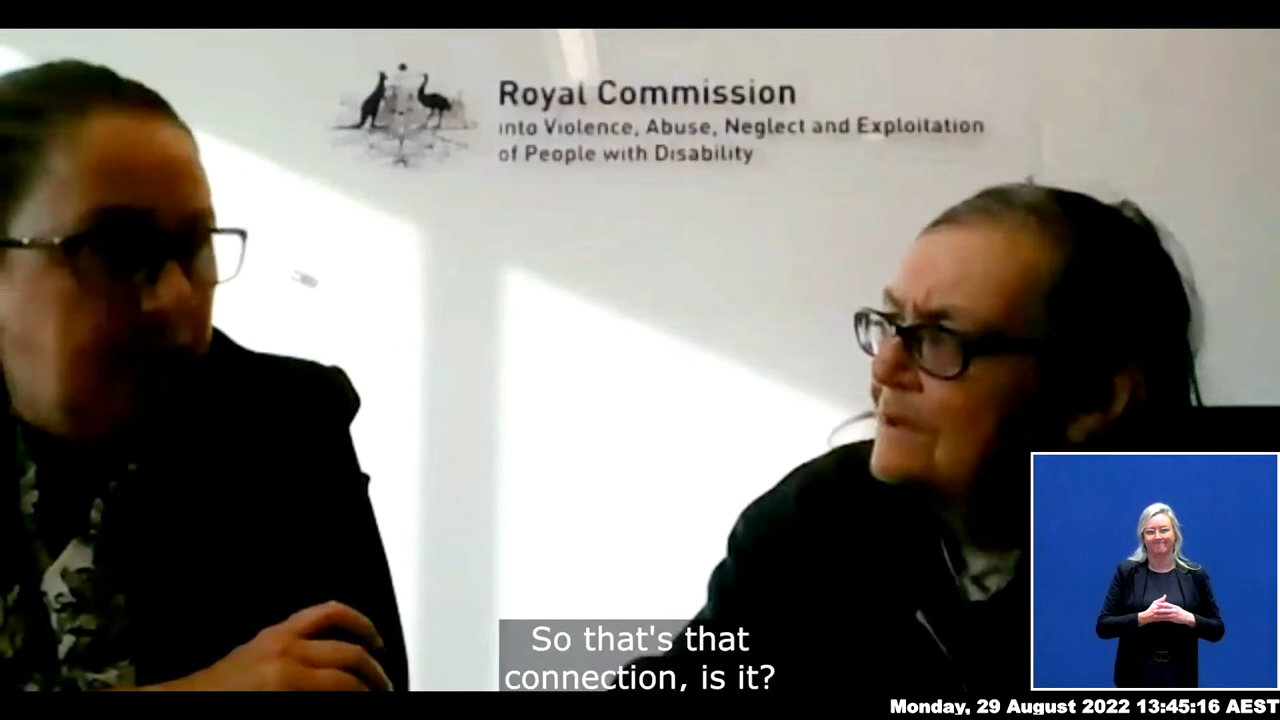 Royal Commission
into Violence, Abuse, Neglect and Exploitation
of People with Disability
So that's that
connection, is it?
Monday, 29 August 2022 13:45:16 AEST